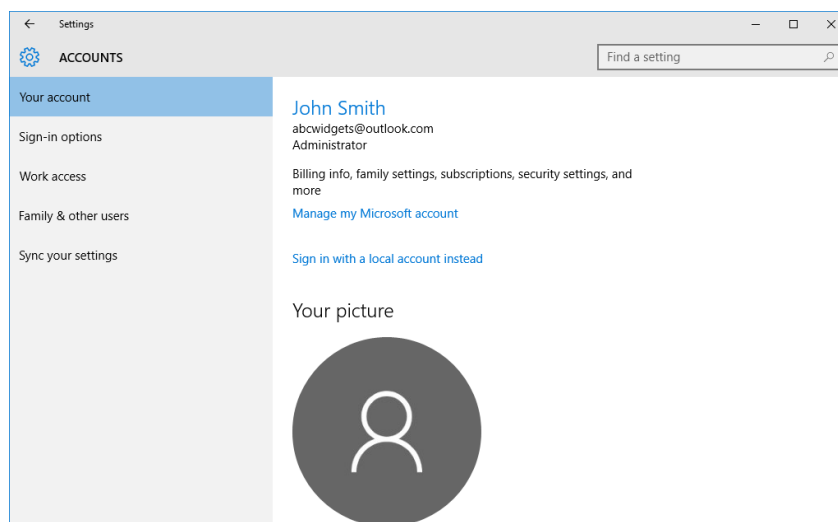 Settings
ACCOUNTS
Find a setting
Your account
Sign-in options
Work access
Family & other users
Sync your settings
John Smith
abcwidgets@outlook.com
Administrator
Billing info, family settings, subscriptions, security settings, and
more
Manage my Microsoft account
Sign in with a local account instead
Your picture